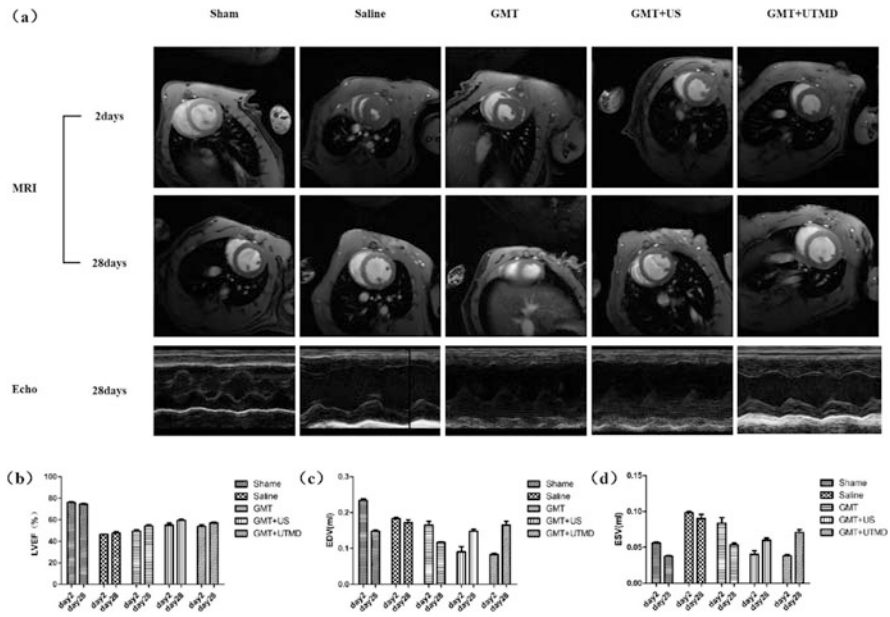 (a)
Sham Saline GMT GMT+US GMT+UTMD
2days
MRI
28days
Echo 28days
(b)
LVEF (%)
100
80
60
40
20
0
day2 day28 day2 day28 day2 day28 day2 day28 day2 day28
Shame
Saline
GMT
GMT+US
GMT+UTMD
(c)
EDV(ml)
0.3
0.2
0.1
0.0
day2 day28 day2 day28 day2 day28 day2 day28 day2 day28
Shame
Saline
GMT
GMT+US
GMT+UTMD
(d)
ESV(ml)
0.15
0.10
0.05
0.00
day2 day28 day2 day28 day2 day28 day2 day28 day2 day28
Shame
Saline
GMT
GMT+US
GMT+UTMD